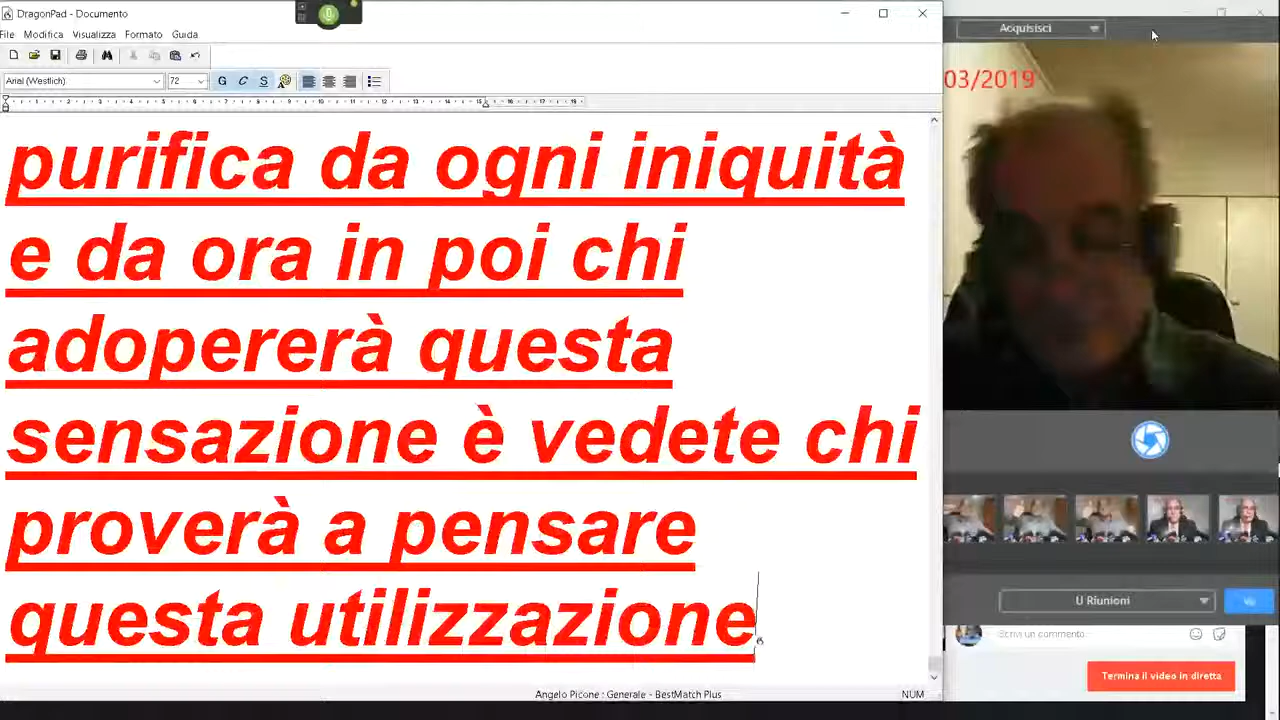 DragonPad - Documento
File Modifica Visualizza Formato Guida
Arial (Westlich) 72 G C S
purifica da ogni iniquità
e da ora in poi chi
adopererà questa
sensazione è vedete chi
proverà a pensare
questa utilizzazione
Angelo Picone : Generale - BestMatch Plus NUM
Acquisisci
03/2019
U Riunioni
Scrivi un commento...
Termina il video in diretta